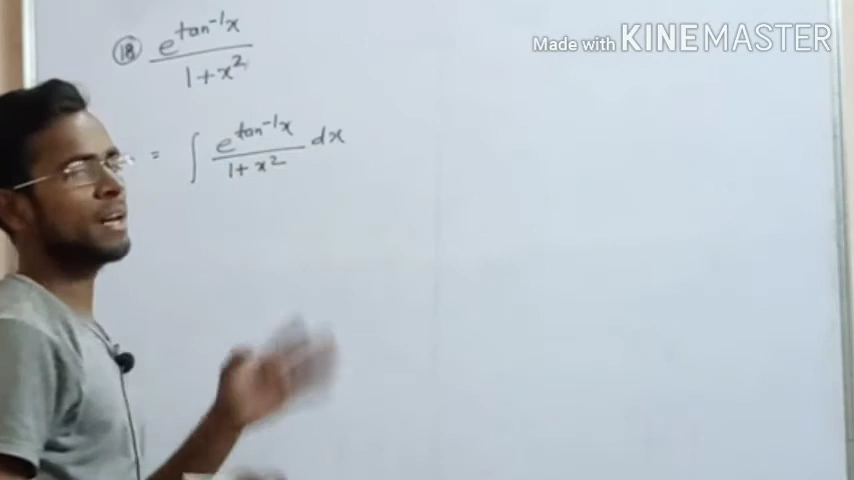 Made with KINEMASTER
⑱ e^{tan⁻¹x}
1+x²
= ∫ e^{tan⁻¹x} dx
1+x²